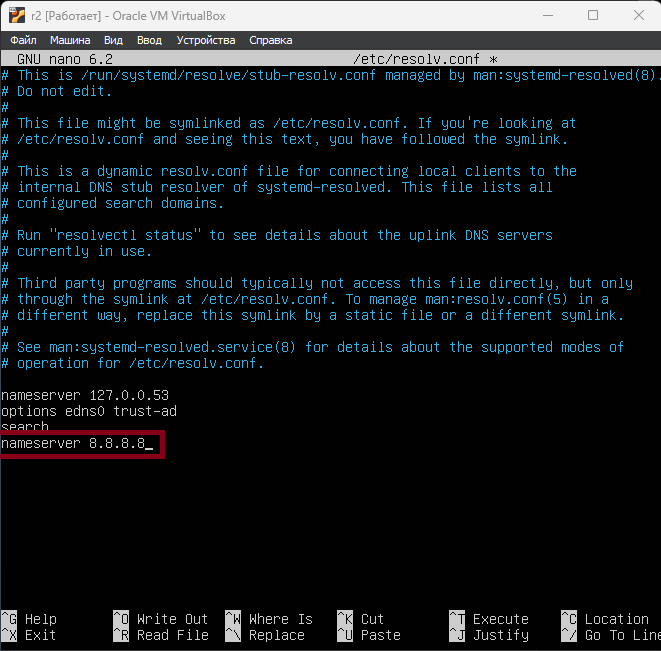 r2 [Работает] - Oracle VM VirtualBox
Файл Машина Вид Ввод Устройства Справка
GNU nano 6.2 /etc/resolv.conf *
# This is /run/systemd/resolve/stub-resolv.conf managed by man:systemd-resolved(8).
# Do not edit.
#
# This file might be symlinked as /etc/resolv.conf. If you're looking at
# /etc/resolv.conf and seeing this text, you have followed the symlink.
#
# This is a dynamic resolv.conf file for connecting local clients to the
# internal DNS stub resolver of systemd-resolved. This file lists all
# configured search domains.
#
# Run "resolvectl status" to see details about the uplink DNS servers
# currently in use.
#
# Third party programs should typically not access this file directly, but only
# through the symlink at /etc/resolv.conf. To manage man:resolv.conf(5) in a
# different way, replace this symlink by a static file or a different symlink.
#
# See man:systemd-resolved.service(8) for details about the supported modes of
# operation for /etc/resolv.conf.
nameserver 127.0.0.53
options edns0 trust-ad
search
nameserver 8.8.8.8_
^G Help ^O Write Out ^W Where Is ^K Cut ^T Execute ^C Location
^X Exit ^R Read File ^\ Replace ^U Paste ^J Justify ^/ Go To Line